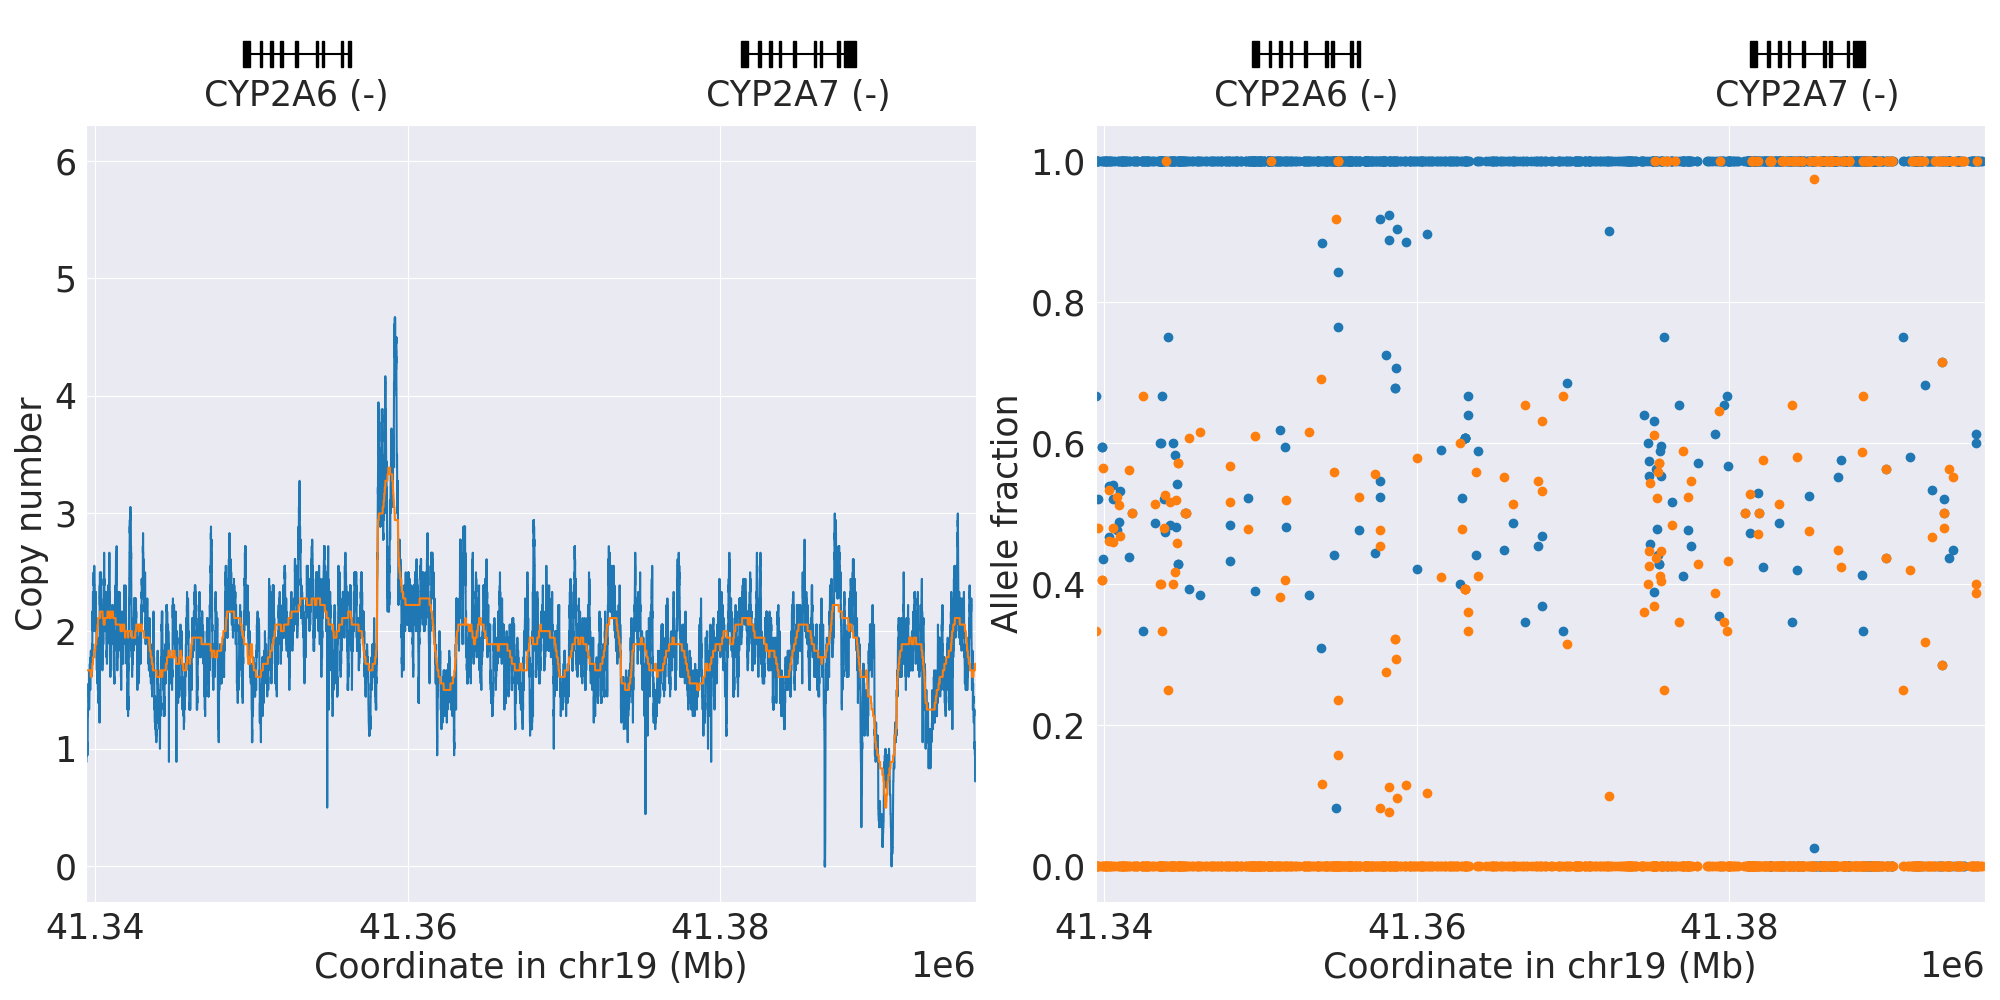 CYP2A6 (-)
CYP2A7 (-)
6
5
4
3
2
1
0
Copy number
41.34
41.36
41.38
Coordinate in chr19 (Mb)
1e6
CYP2A6 (-)
CYP2A7 (-)
1.0
0.8
0.6
0.4
0.2
0.0
Allele fraction
41.34
41.36
41.38
Coordinate in chr19 (Mb)
1e6